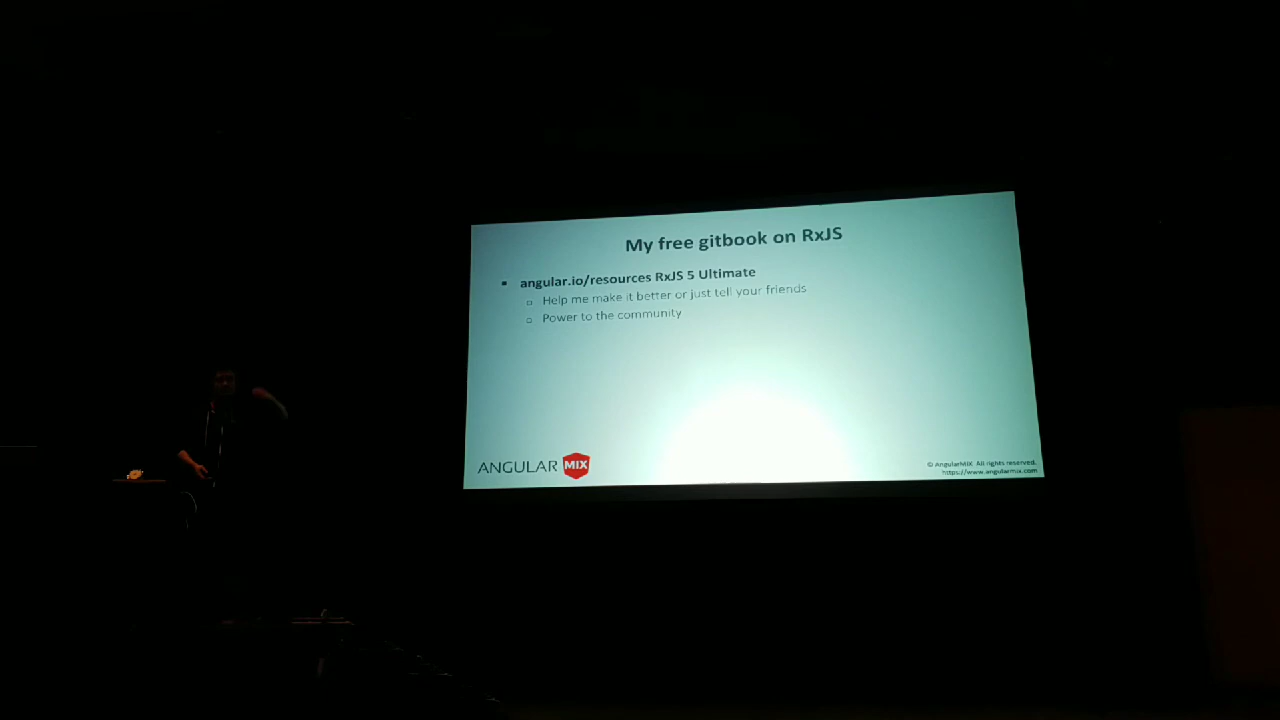 My free gitbook on RxJS
angular.io/resources RxJS 5 Ultimate
Help me make it better or just tell your friends
Power to the community
ANGULAR MIX
© AngularMIX All rights reserved.
https://www.angularmix.com